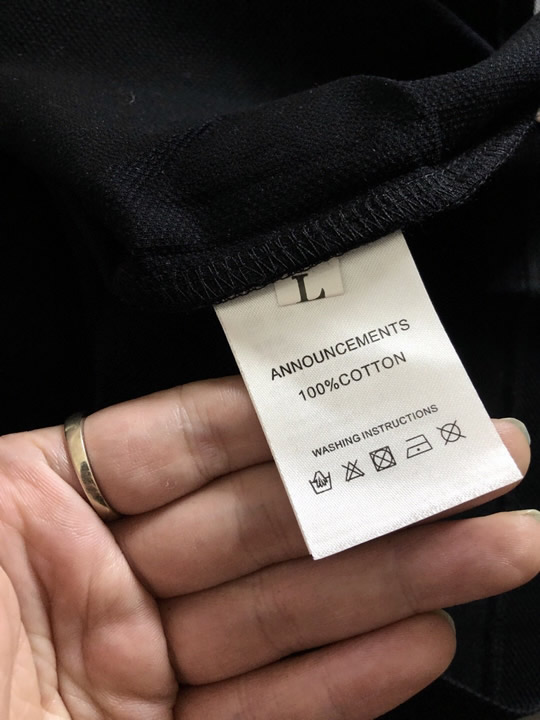 L
ANNOUNCEMENTS
100%COTTON
WASHING INSTRUCTIONS